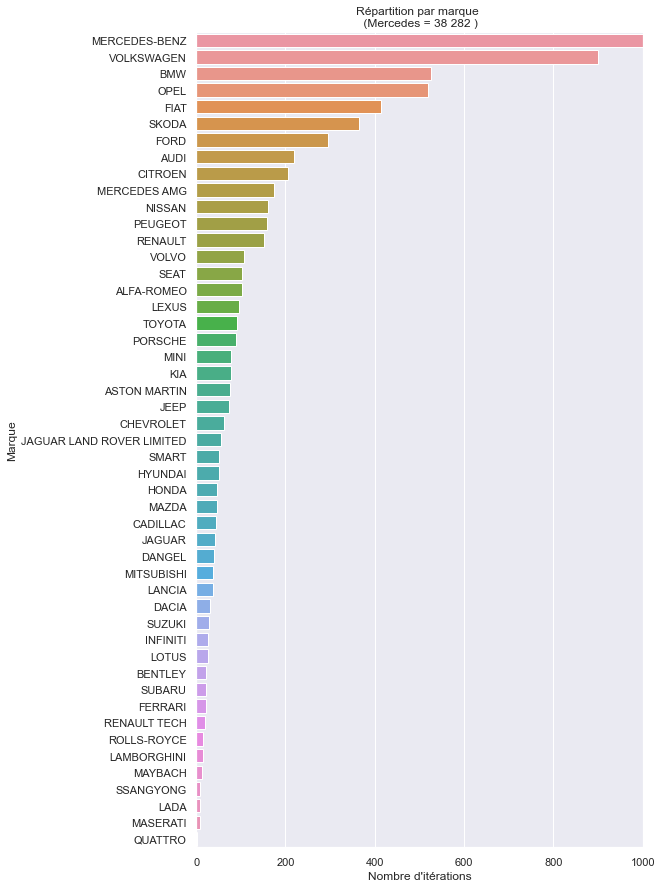 Répartition par marque
(Mercedes = 38 282 )
MERCEDES-BENZ
VOLKSWAGEN
BMW
OPEL
FIAT
SKODA
FORD
AUDI
CITROEN
MERCEDES AMG
NISSAN
PEUGEOT
RENAULT
VOLVO
SEAT
ALFA-ROMEO
LEXUS
TOYOTA
PORSCHE
MINI
KIA
ASTON MARTIN
JEEP
CHEVROLET
JAGUAR LAND ROVER LIMITED
SMART
HYUNDAI
HONDA
MAZDA
CADILLAC
JAGUAR
DANGEL
MITSUBISHI
LANCIA
DACIA
SUZUKI
INFINITI
LOTUS
BENTLEY
SUBARU
FERRARI
RENAULT TECH
ROLLS-ROYCE
LAMBORGHINI
MAYBACH
SSANGYONG
LADA
MASERATI
QUATTRO
Marque
0 200 400 600 800 1000
Nombre d'itérations